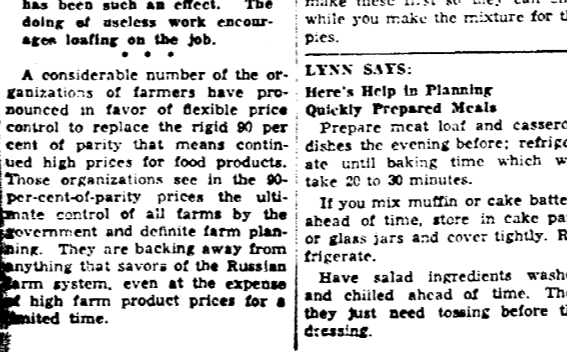 has been such an effect. The
doing of useless work encour-
ages loafing on the job.
• • •
A considerable number of the or-
ganizations of farmers have pro-
nounced in favor of flexible price
control to replace the rigid 90 per
cent of parity that means contin-
ued high prices for food products.
Those organizations see in the 90-
per-cent-of-parity prices the ulti-
mate control of all farms by the
government and definite farm plan-
ning. They are backing away from
anything that savors of the Russian
farm system, even at the expense
of high farm product prices for a
limited time.
make these first so they can
while you make the mixture for
pies.
LYNN SAYS:
Here's Help in Planning
Quickly Prepared Meals
Prepare meat loaf and cassero
dishes the evening before; refrige
ate until baking time which w
take 20 to 30 minutes.
If you mix muffin or cake batte
ahead of time, store in cake pa
or glass jars and cover tightly. R
frigerate.
Have salad ingredients wash
and chilled ahead of time. The
they just need tossing before t
dressing.